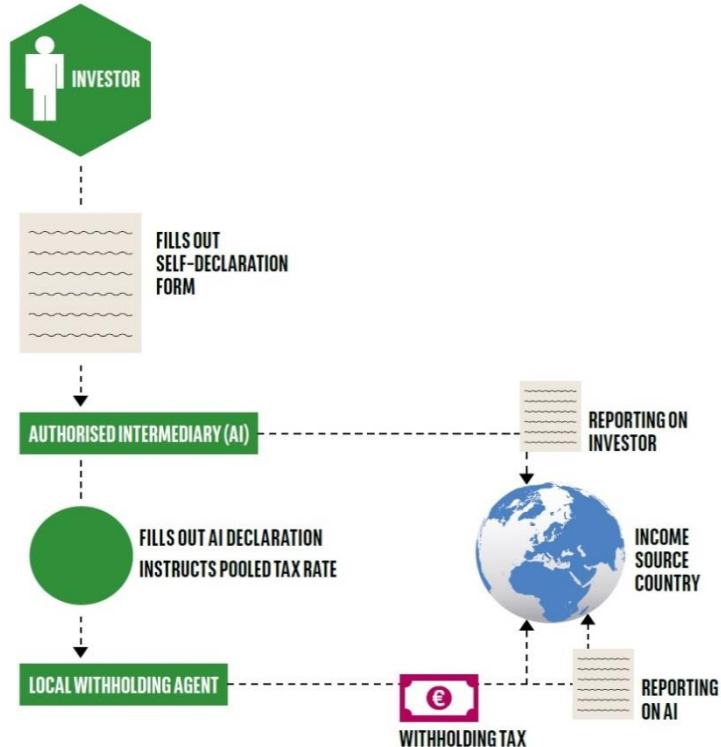 INVESTOR
FILLS OUT
SELF-DECLARATION
FORM
AUTHORISED INTERMEDIARY (AI)
REPORTING ON
INVESTOR
FILLS OUT AI DECLARATION
INSTRUCTS POOLED TAX RATE
INCOME
SOURCE
COUNTRY
LOCAL WITHHOLDING AGENT
€
WITHHOLDING TAX
REPORTING
ON AI